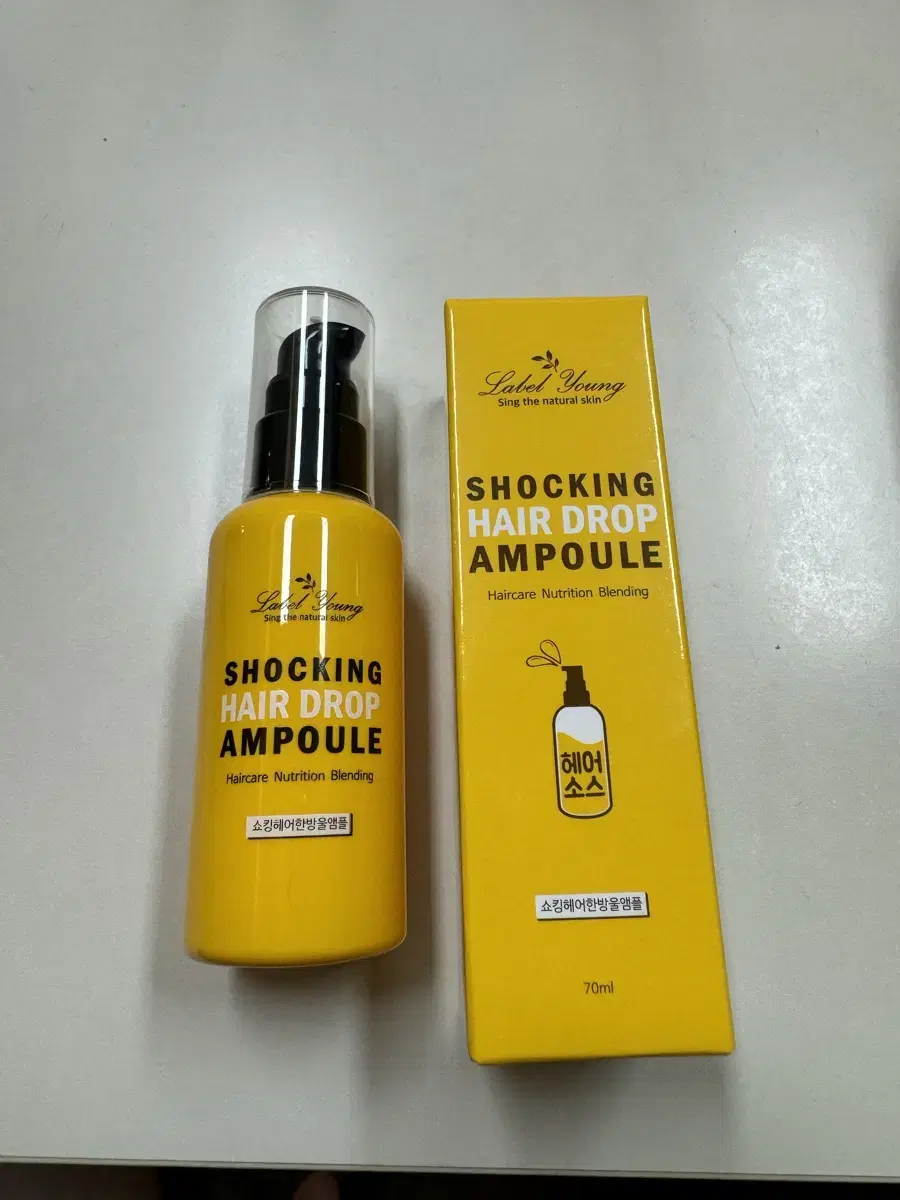 Label Young
Sing the natural skin
SHOCKING
HAIR DROP
AMPOULE
Haircare Nutrition Blending
쇼킹헤어한방울앰플
Label Young
Sing the natural skin
SHOCKING
HAIR DROP
AMPOULE
Haircare Nutrition Blending
헤어
소스
쇼킹헤어한방울앰플
70ml